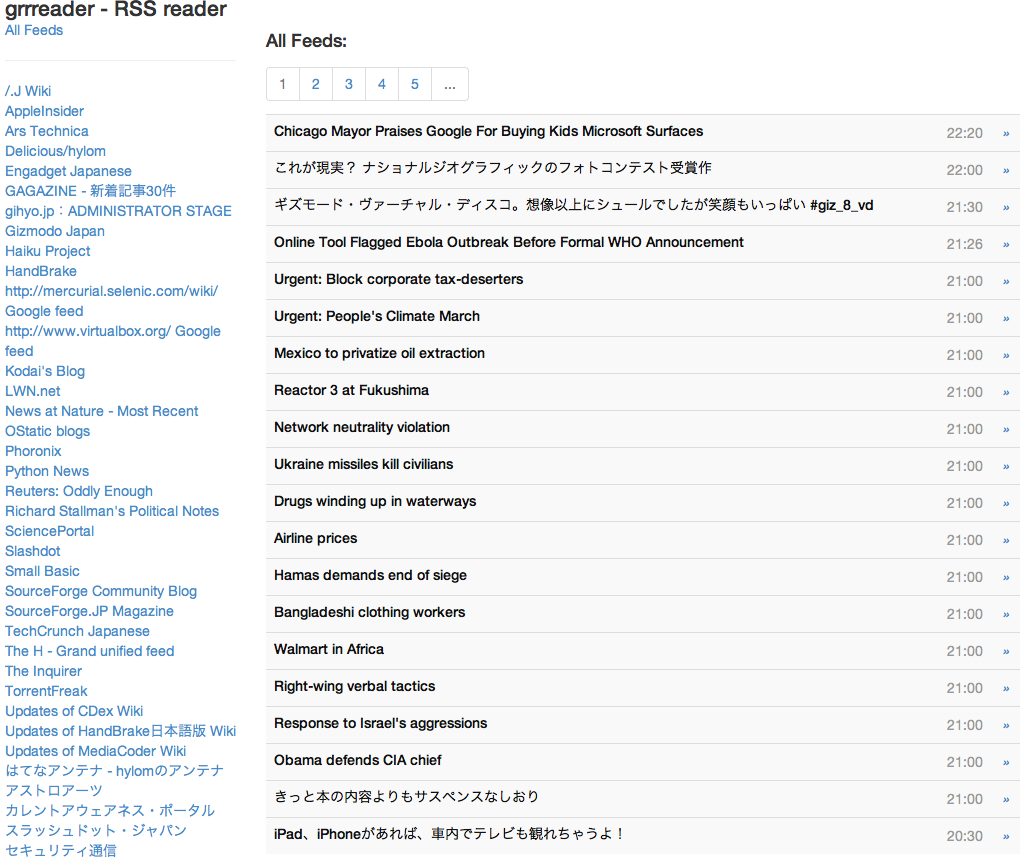 grrreader - RSS reader
All Feeds
/.J Wiki
AppleInsider
Ars Technica
Delicious/hylom
Engadget Japanese
GAGAZINE - 新着記事30件
gihyo.jp：ADMINISTRATOR STAGE
Gizmodo Japan
Haiku Project
HandBrake
http://mercurial.selenic.com/wiki/
Google feed
http://www.virtualbox.org/ Google
feed
Kodai's Blog
LWN.net
News at Nature - Most Recent
OStatic blogs
Phoronix
Python News
Reuters: Oddly Enough
Richard Stallman's Political Notes
SciencePortal
Slashdot
Small Basic
SourceForge Community Blog
SourceForge.JP Magazine
TechCrunch Japanese
The H - Grand unified feed
The Inquirer
TorrentFreak
Updates of CDex Wiki
Updates of HandBrake日本語版 Wiki
Updates of MediaCoder Wiki
はてなアンテナ - hylomのアンテナ
アストロアーツ
カレントアウェアネス・ポータル
スラッシュドット・ジャパン
セキュリティ通信
All Feeds:
1 2 3 4 5 ...
Chicago Mayor Praises Google For Buying Kids Microsoft Surfaces 22:20 »
これが現実？ ナショナルジオグラフィックのフォトコンテスト受賞作 22:00 »
ギズモード・ヴァーチャル・ディスコ。想像以上にシュールでしたが笑顔もいっぱい #giz_8_vd 21:30 »
Online Tool Flagged Ebola Outbreak Before Formal WHO Announcement 21:26 »
Urgent: Block corporate tax-deserters 21:00 »
Urgent: People's Climate March 21:00 »
Mexico to privatize oil extraction 21:00 »
Reactor 3 at Fukushima 21:00 »
Network neutrality violation 21:00 »
Ukraine missiles kill civilians 21:00 »
Drugs winding up in waterways 21:00 »
Airline prices 21:00 »
Hamas demands end of siege 21:00 »
Bangladeshi clothing workers 21:00 »
Walmart in Africa 21:00 »
Right-wing verbal tactics 21:00 »
Response to Israel's aggressions 21:00 »
Obama defends CIA chief 21:00 »
きっと本の内容よりもサスペンスなしおり 21:00 »
iPad、iPhoneがあれば、車内でテレビも観れちゃうよ！ 20:30 »